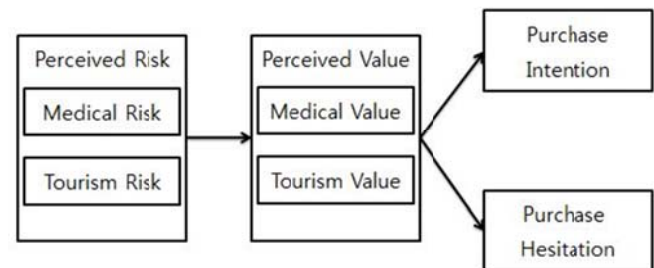 Perceived Risk
Medical Risk
Tourism Risk
Perceived Value
Medical Value
Tourism Value
Purchase
Intention
Purchase
Hesitation